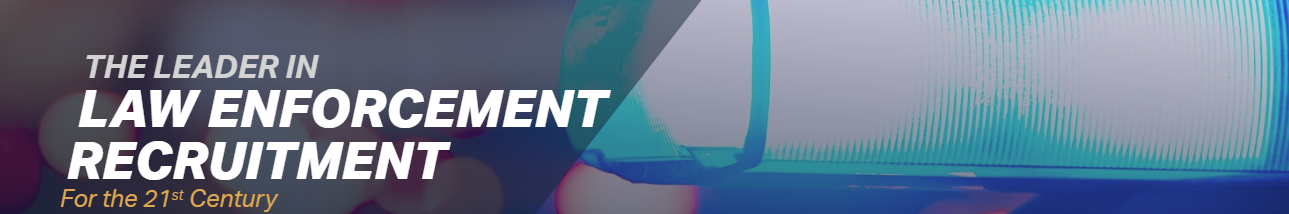 THE LEADER IN
LAW ENFORCEMENT
RECRUITMENT
For the 21st Century